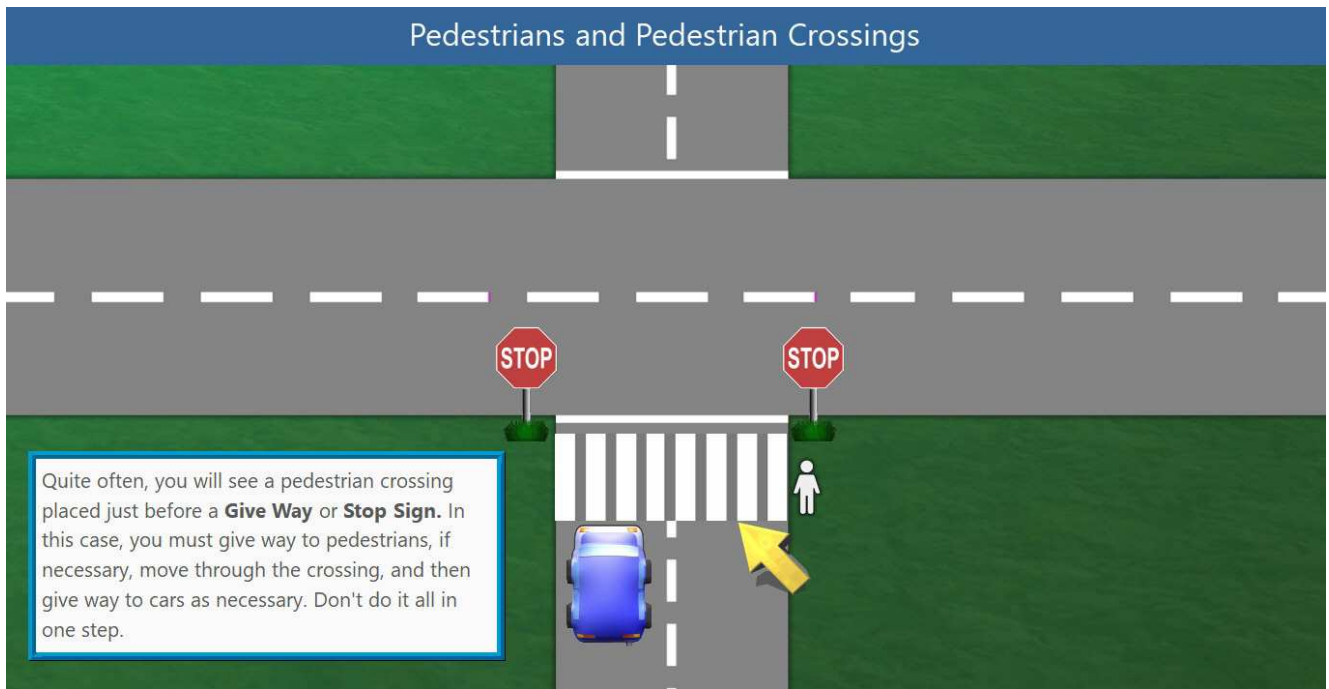 Pedestrians and Pedestrian Crossings
STOP
STOP
Quite often, you will see a pedestrian crossing
placed just before a Give Way or Stop Sign. In
this case, you must give way to pedestrians, if
necessary, move through the crossing, and then
give way to cars as necessary. Don't do it all in
one step.